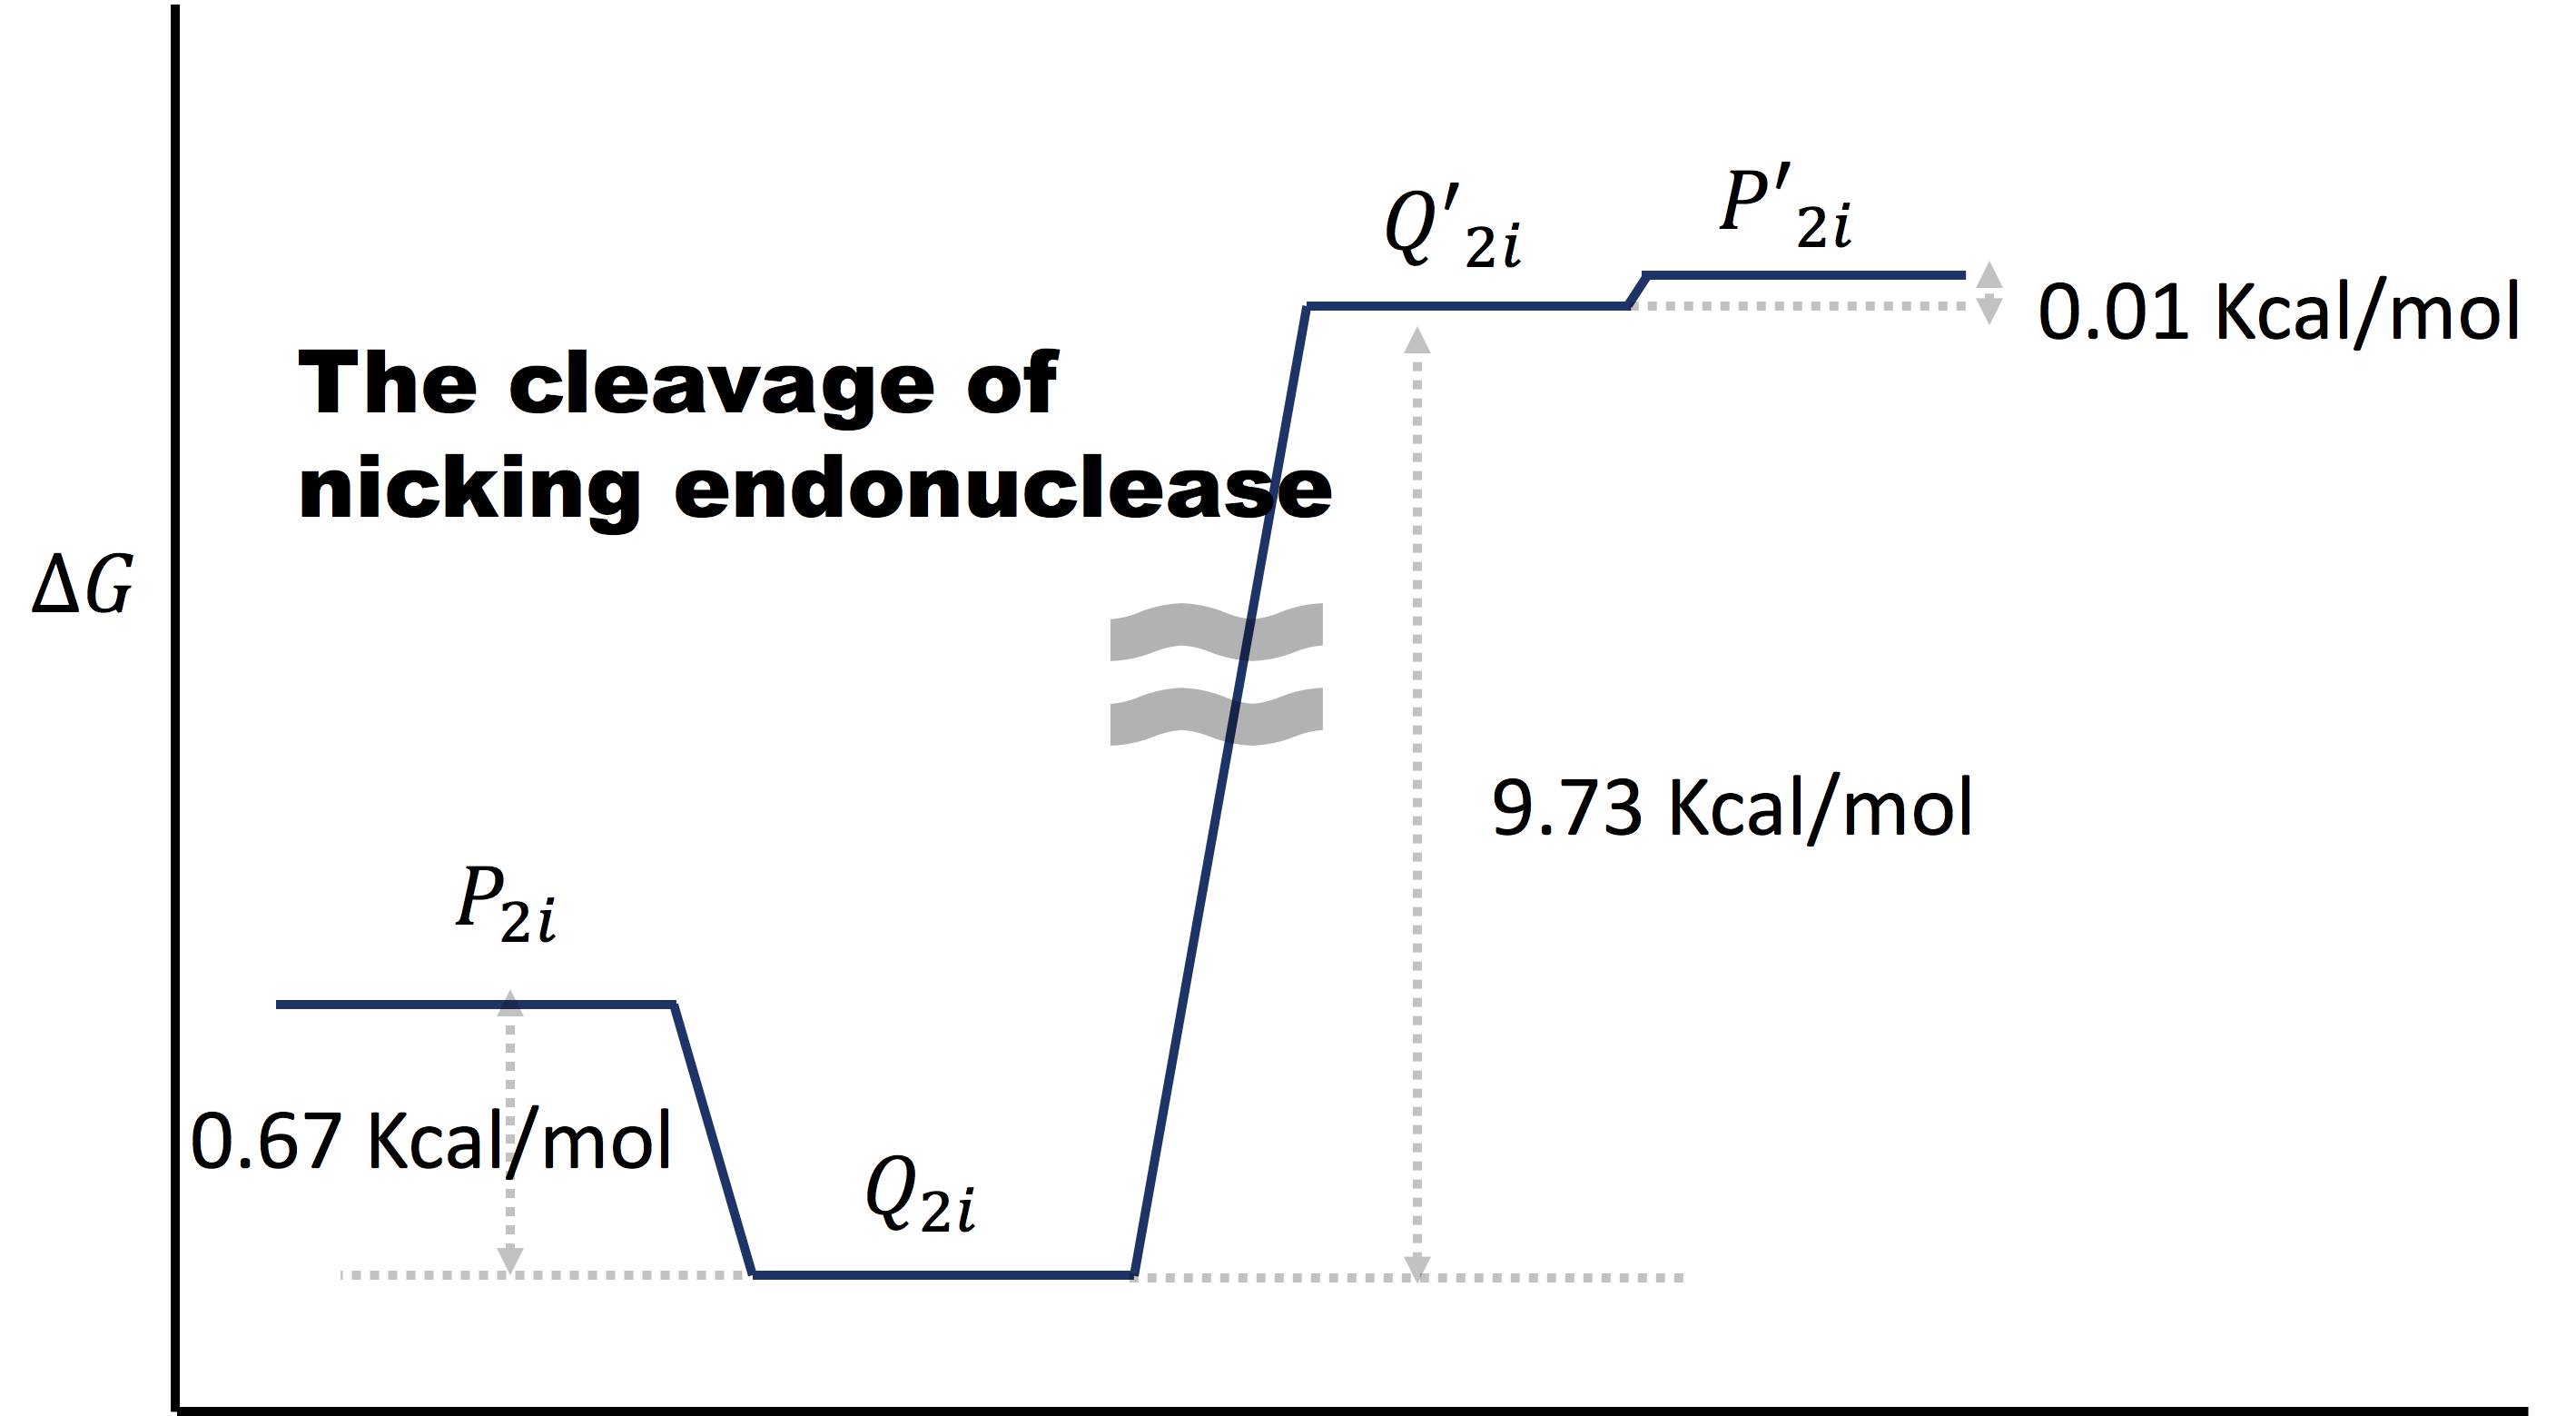 Q′2i
P′2i
0.01 Kcal/mol
The cleavage of
nicking endonuclease
ΔG
9.73 Kcal/mol
P2i
0.67 Kcal/mol
Q2i